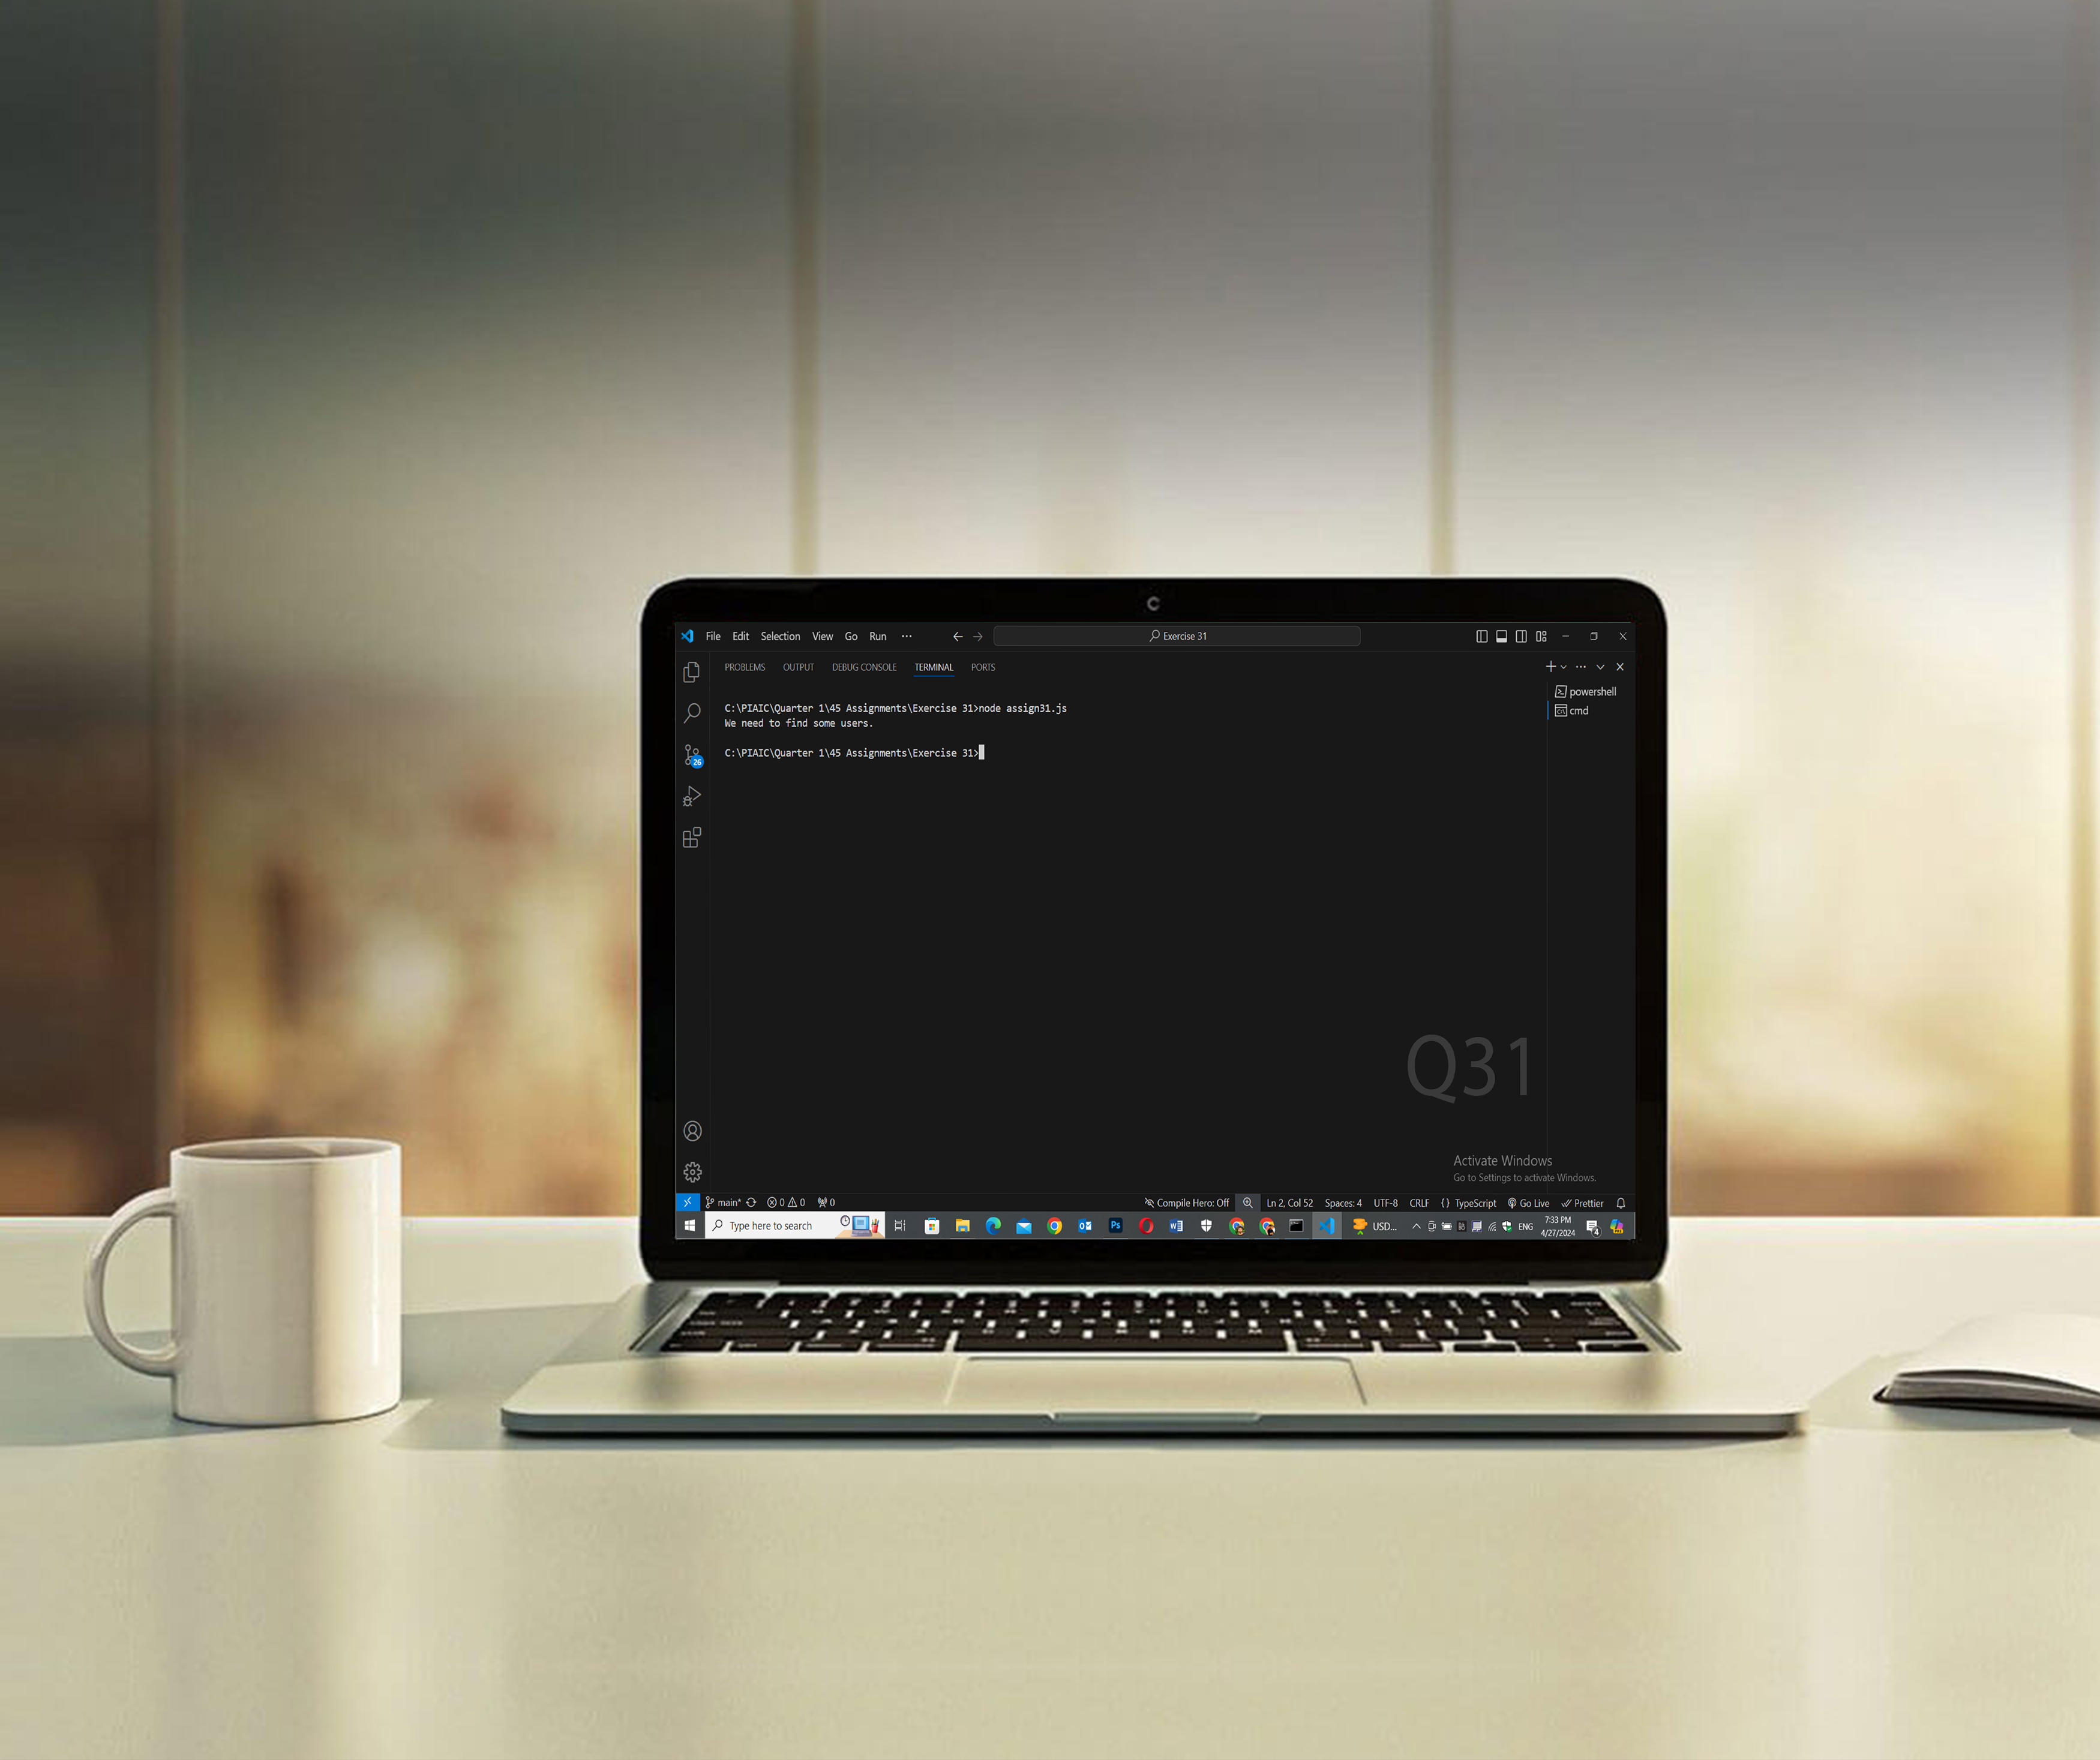 File Edit Selection View Go Run ···
Exercise 31
PROBLEMS OUTPUT DEBUG CONSOLE TERMINAL PORTS
powershell
cmd
C:\PIAIC\Quarter 1\45 Assignments\Exercise 31>node assign31.js
We need to find some users.
C:\PIAIC\Quarter 1\45 Assignments\Exercise 31>
26
Q31
Activate Windows
Go to Settings to activate Windows.
main* 0 0 0 Compile Hero: Off Ln 2, Col 52 Spaces: 4 UTF-8 CRLF {} TypeScript Go Live Prettier
Type here to search Ps USD... ENG 7:33 PM
4/27/2024 4